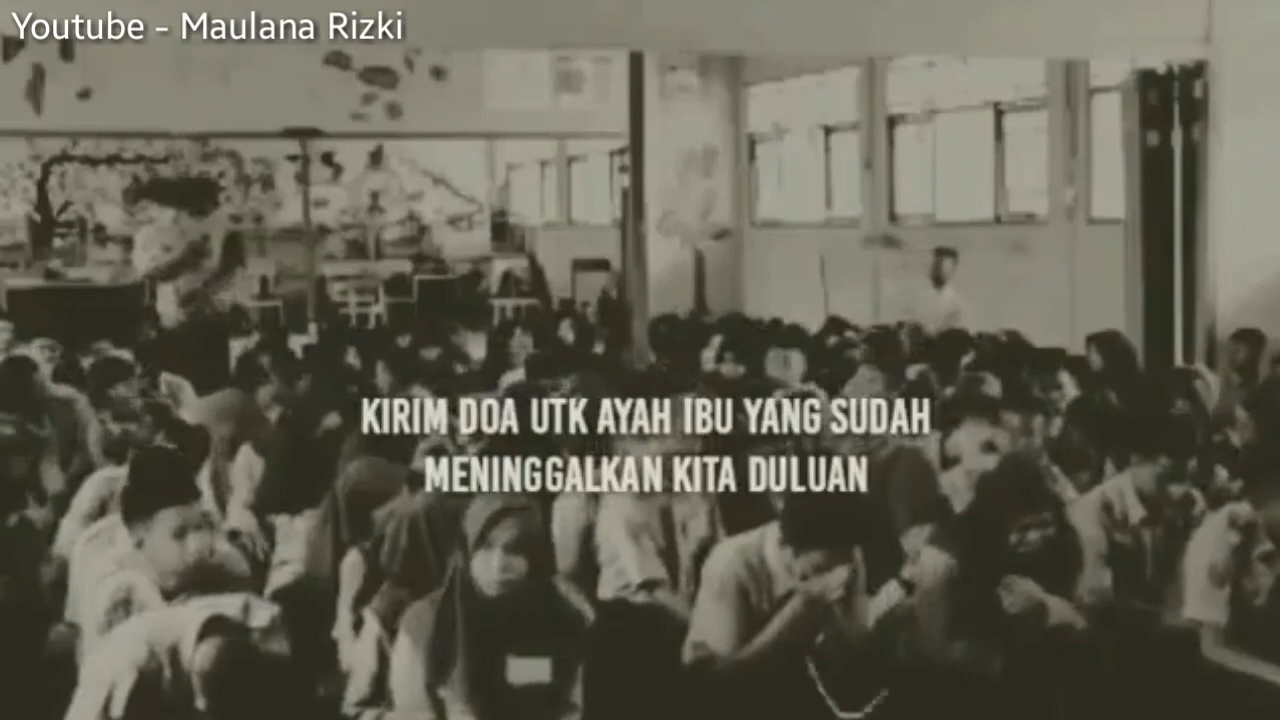 Youtube - Maulana Rizki
KIRIM DOA UTK AYAH IBU YANG SUDAH
MENINGGALKAN KITA DULUAN